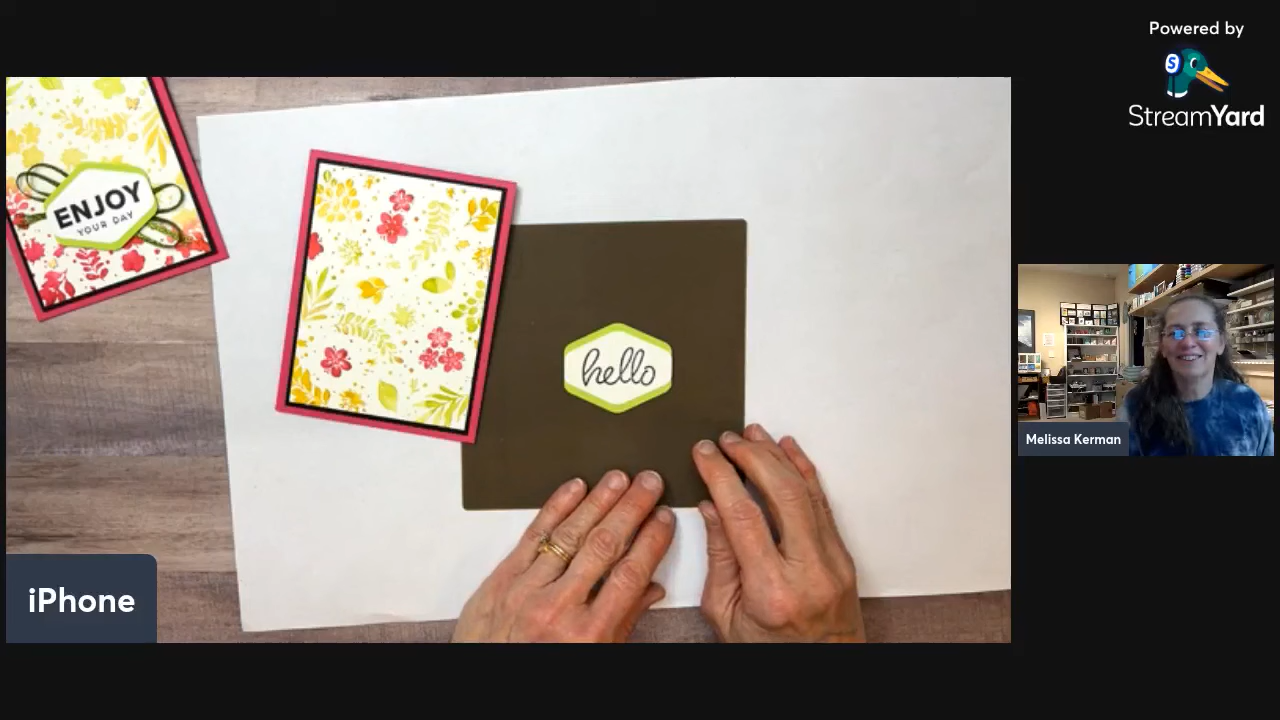 Powered by
S
StreamYard
ENJOY
YOUR DAY
hello
Melissa Kerman
iPhone